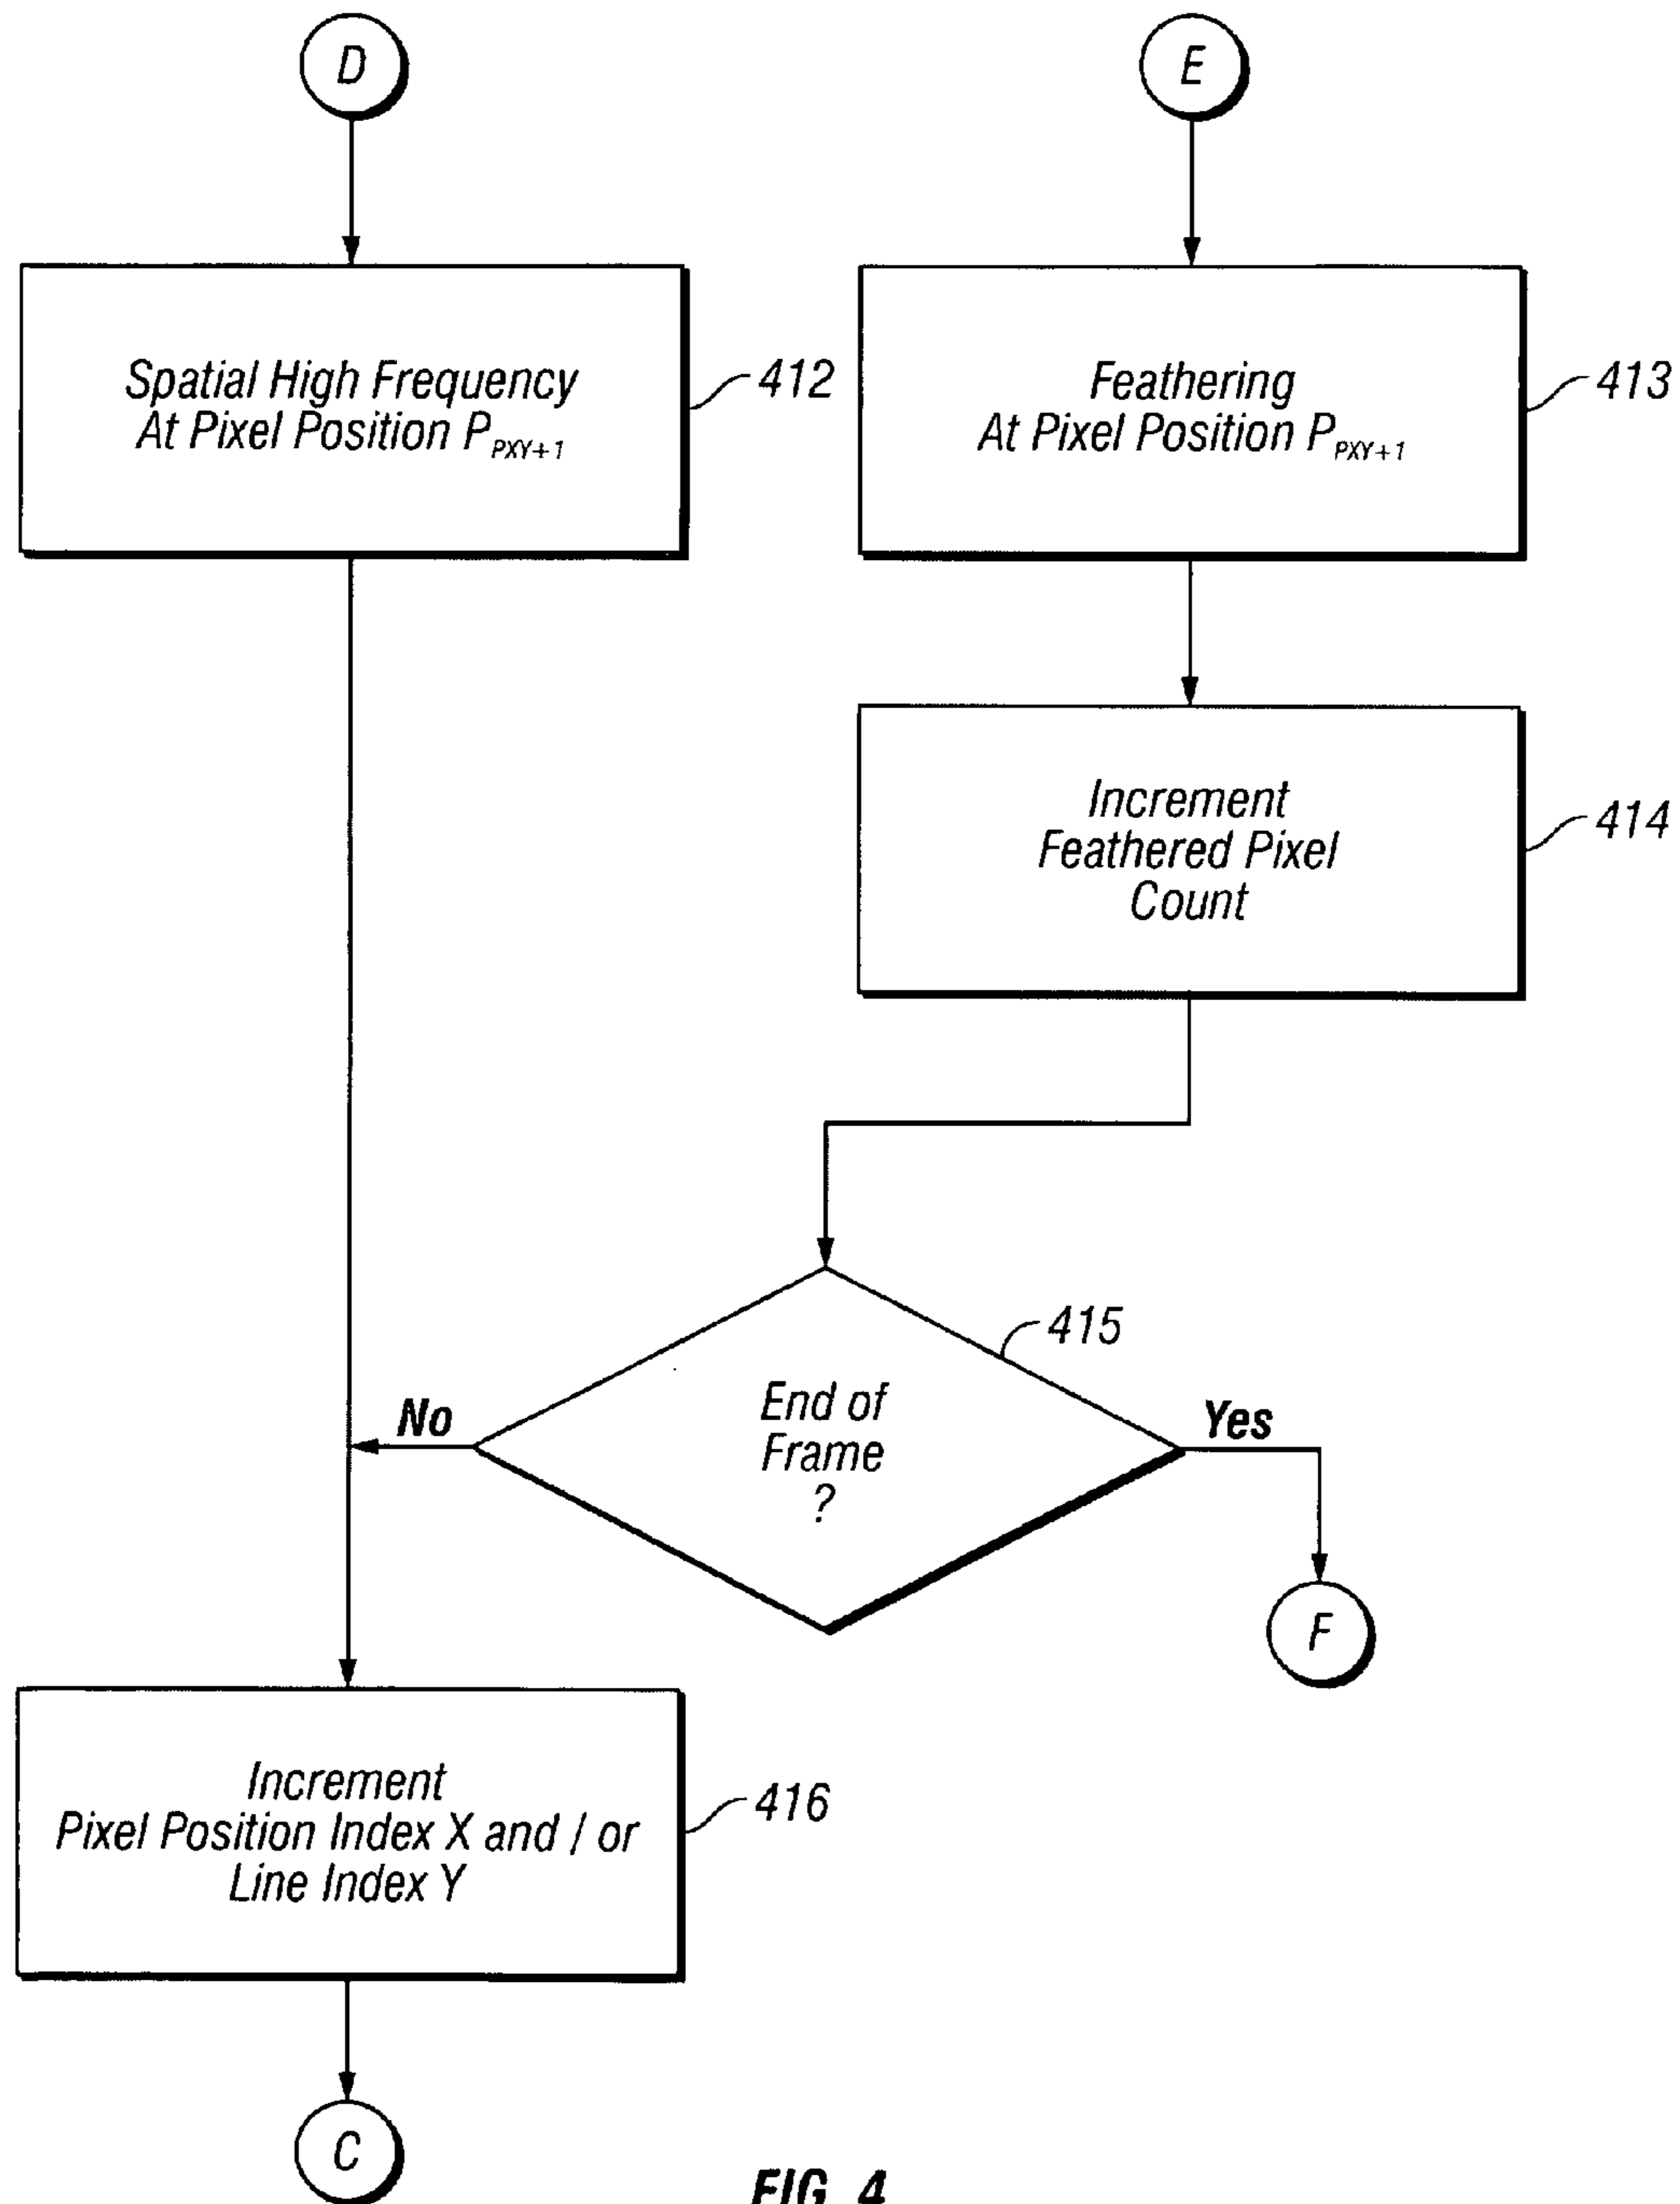 D
E
Spatial High Frequency
At Pixel Position P_PXY+1
412
Feathering
At Pixel Position P_PXY+1
413
Increment
Feathered Pixel
Count
414
415
End of
Frame
?
No
Yes
F
Increment
Pixel Position Index X and / or
Line Index Y
416
C
FIG. 4